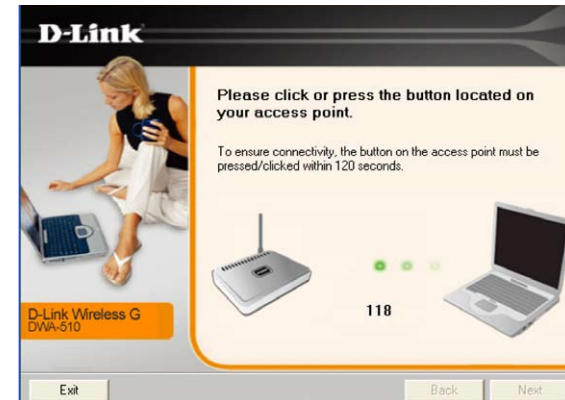 D-Link
Please click or press the button located on
your access point.
To ensure connectivity, the button on the access point must be
pressed/clicked within 120 seconds.
118
D-Link Wireless G
DWA-510
Exit
Back
Next